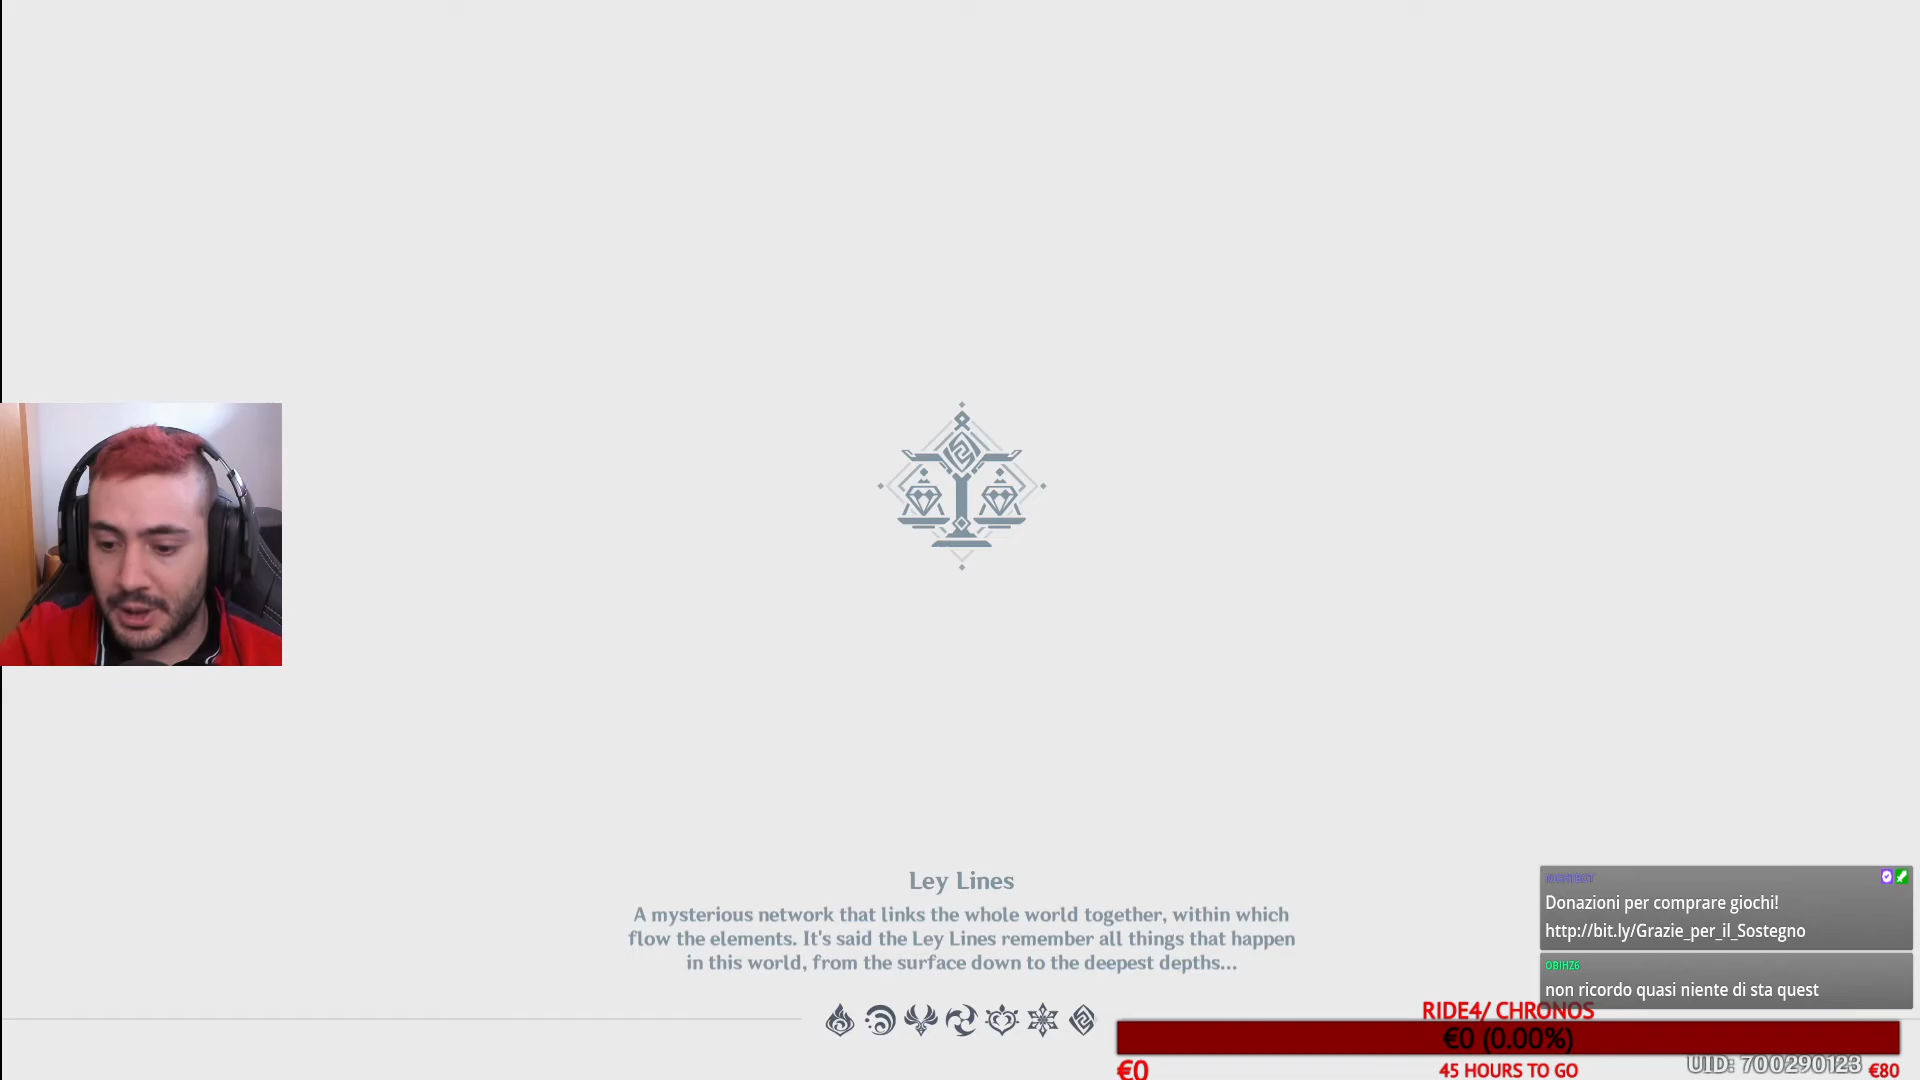 Ley Lines
A mysterious network that links the whole world together, within which
flow the elements. It's said the Ley Lines remember all things that happen
in this world, from the surface down to the deepest depths...
NIGHTBOT
Donazioni per comprare giochi!
http://bit.ly/Grazie_per_il_Sostegno
OBIHZ6
non ricordo quasi niente di sta quest
RIDE4/ CHRONOS
€0 (0.00%)
€0
45 HOURS TO GO
€80
UID: 700290123